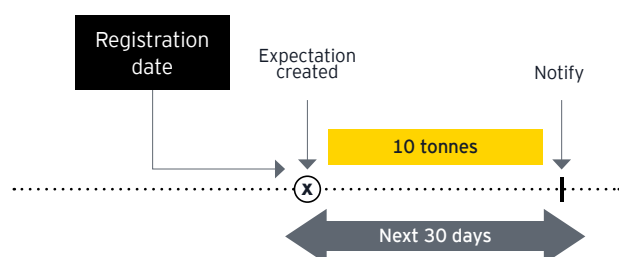 Registration
date
Expectation
created
Notify
10 tonnes
X
Next 30 days